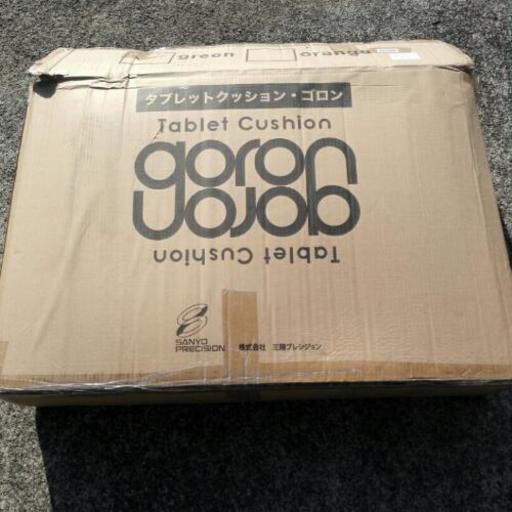 green orange
タブレットクッション・ゴロン
Tablet Cushion
goron
goron
Tablet Cushion
SANYO
PRECISION
株式会社 三陽プレシジョン